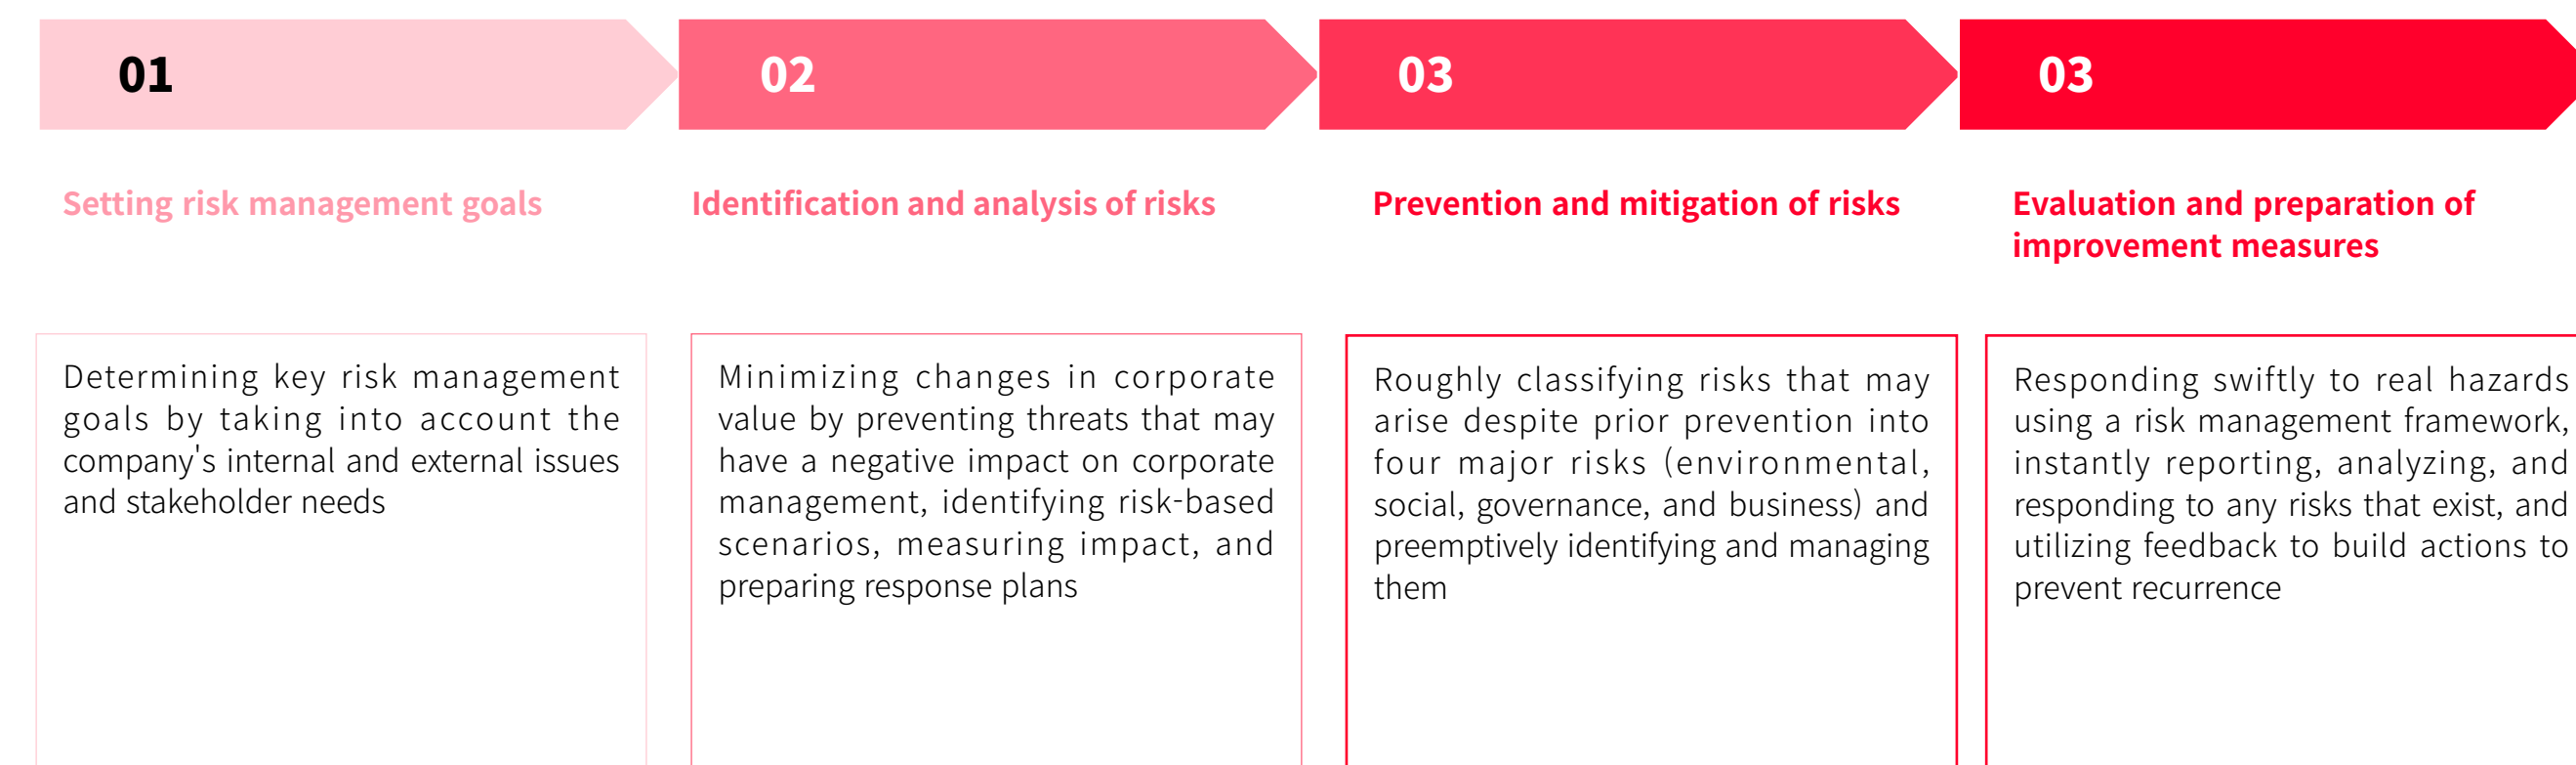 01
02
03
03
Setting risk management goals
Identification and analysis of risks
Prevention and mitigation of risks
Evaluation and preparation of
improvement measures
Determining key risk management
goals by taking into account the
company's internal and external issues
and stakeholder needs
Minimizing changes in corporate
value by preventing threats that may
have a negative impact on corporate
management, identifying risk-based
scenarios, measuring impact, and
preparing response plans
Roughly classifying risks that may
arise despite prior prevention into
four major risks (environmental,
social, governance, and business) and
preemptively identifying and managing
them
Responding swiftly to real hazards
using a risk management framework,
instantly reporting, analyzing, and
responding to any risks that exist, and
utilizing feedback to build actions to
prevent recurrence